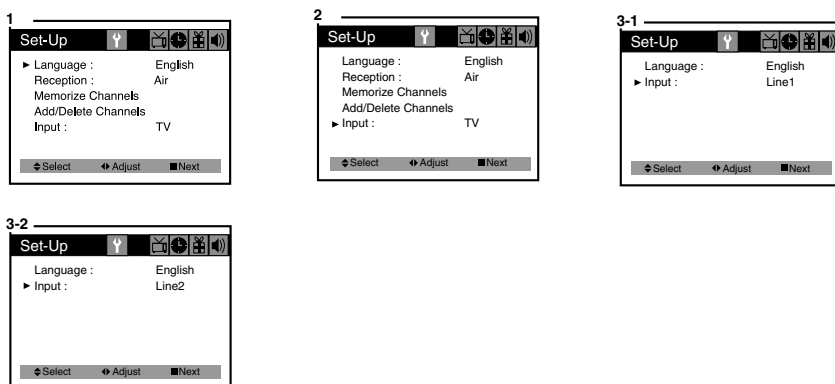 1
Set-Up
► Language : English
Reception : Air
Memorize Channels
Add/Delete Channels
Input : TV
Select Adjust Next
2
Set-Up
Language : English
Reception : Air
Memorize Channels
Add/Delete Channels
► Input : TV
Select Adjust Next
3-1
Set-Up
Language : English
► Input : Line1
Select Adjust Next
3-2
Set-Up
Language : English
► Input : Line2
Select Adjust Next